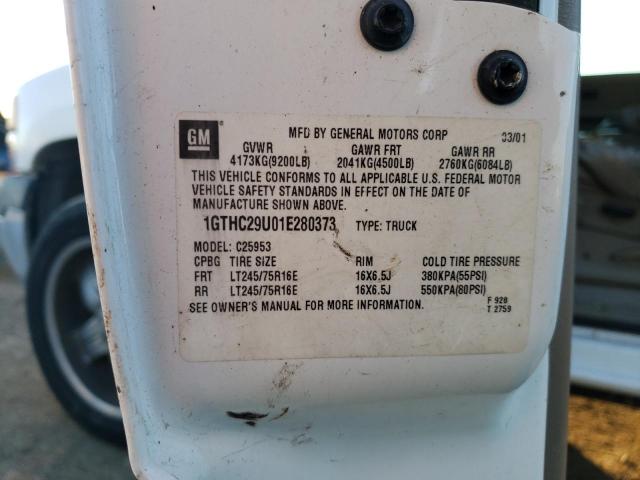 GM
MFD BY GENERAL MOTORS CORP 03/01
GVWR GAWR FRT GAWR RR
4173KG(9200LB) 2041KG(4500LB) 2760KG(6084LB)
THIS VEHICLE CONFORMS TO ALL APPLICABLE U.S. FEDERAL MOTOR
VEHICLE SAFETY STANDARDS IN EFFECT ON THE DATE OF
MANUFACTURE SHOWN ABOVE.
1GTHC29U01E280373 TYPE: TRUCK
MODEL: C25953
CPBG TIRE SIZE RIM COLD TIRE PRESSURE
FRT LT245/75R16E 16X6.5J 380KPA(55PSI)
RR LT245/75R16E 16X6.5J 550KPA(80PSI)
SEE OWNER'S MANUAL FOR MORE INFORMATION.
F 928
T 2759